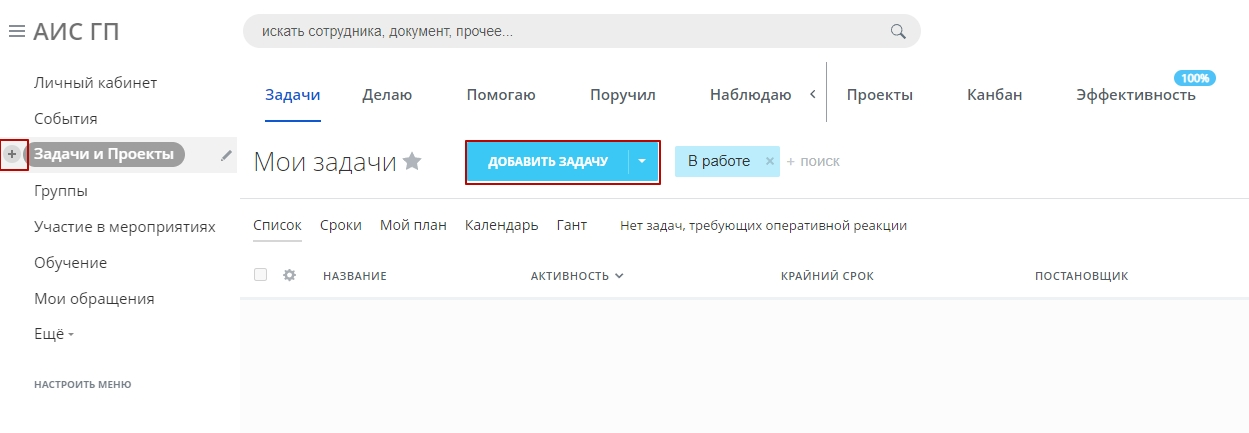 АИС ГП
искать сотрудника, документ, прочее...
Личный кабинет
События
Задачи и Проекты
Группы
Участие в мероприятиях
Обучение
Мои обращения
Ещё
НАСТРОИТЬ МЕНЮ
100%
Задачи Делаю Помогаю Поручил Наблюдаю Проекты Канбан Эффективность
Мои задачи ДОБАВИТЬ ЗАДАЧУ В работе × + поиск
Список Сроки Мой план Календарь Гант Нет задач, требующих оперативной реакции
НАЗВАНИЕ АКТИВНОСТЬ КРАЙНИЙ СРОК ПОСТАНОВЩИК